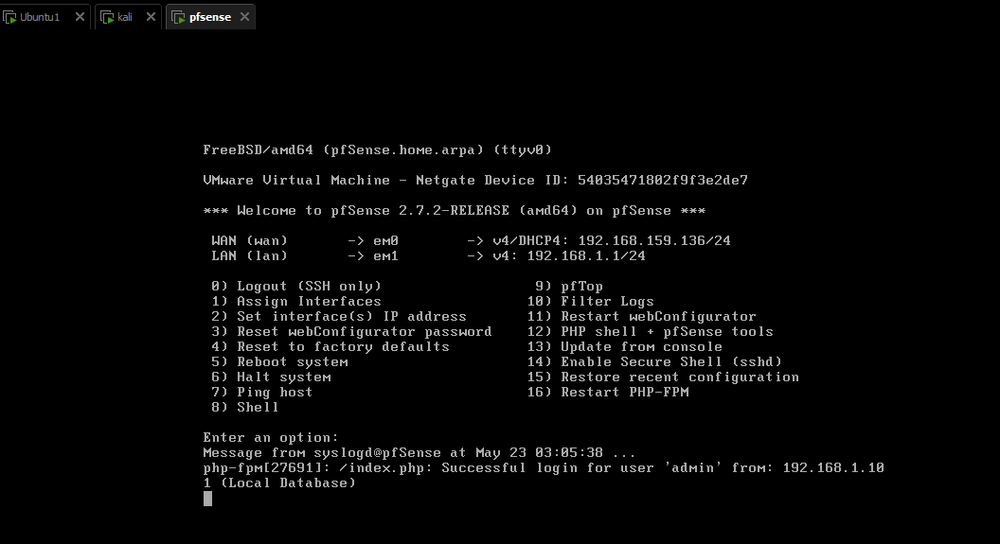 Ubuntu1 kali pfsense
FreeBSD/amd64 (pfSense.home.arpa) (ttyv0)
VMware Virtual Machine - Netgate Device ID: 54035471802f9f3e2de7
*** Welcome to pfSense 2.7.2-RELEASE (amd64) on pfSense ***
WAN (wan) -> em0 -> v4/DHCP4: 192.168.159.136/24
LAN (lan) -> em1 -> v4: 192.168.1.1/24
0) Logout (SSH only) 9) pfTop
1) Assign Interfaces 10) Filter Logs
2) Set interface(s) IP address 11) Restart webConfigurator
3) Reset webConfigurator password 12) PHP shell + pfSense tools
4) Reset to factory defaults 13) Update from console
5) Reboot system 14) Enable Secure Shell (sshd)
6) Halt system 15) Restore recent configuration
7) Ping host 16) Restart PHP-FPM
8) Shell
Enter an option:
Message from syslogd@pfSense at May 23 03:05:38 ...
php-fpm[27691]: /index.php: Successful login for user 'admin' from: 192.168.1.10
1 (Local Database)